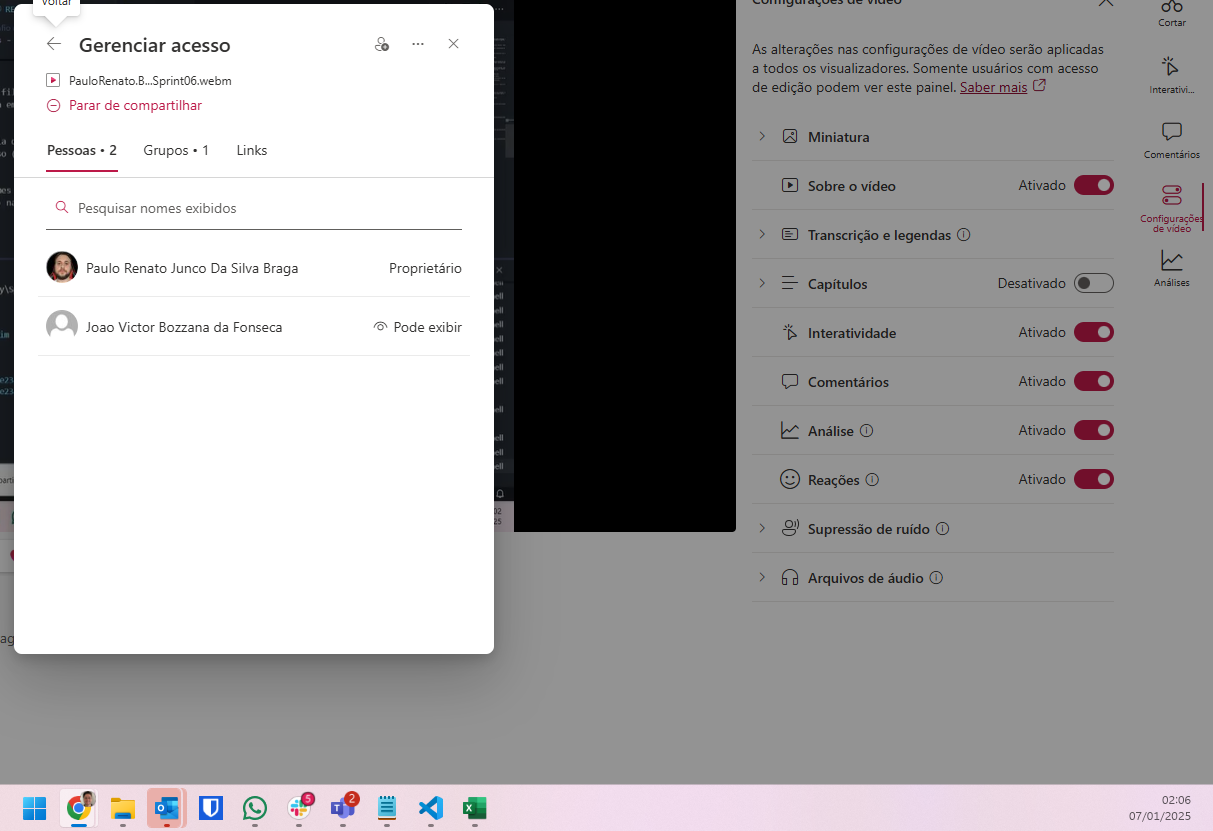 Voltar
Gerenciar acesso
PauloRenato.B...Sprint06.webm
Parar de compartilhar
Pessoas • 2
Grupos • 1
Links
Pesquisar nomes exibidos
Paulo Renato Junco Da Silva Braga
Proprietário
Joao Victor Bozzana da Fonseca
Pode exibir
Configurações de vídeo
As alterações nas configurações de vídeo serão aplicadas
a todos os visualizadores. Somente usuários com acesso
de edição podem ver este painel. Saber mais
Miniatura
Sobre o vídeo
Ativado
Transcrição e legendas
Capítulos
Desativado
Interatividade
Ativado
Comentários
Ativado
Análise
Ativado
Reações
Ativado
Supressão de ruído
Arquivos de áudio
Cortar
Interativi...
Comentários
Configurações
de vídeo
Análises
5
2
02:06
07/01/2025